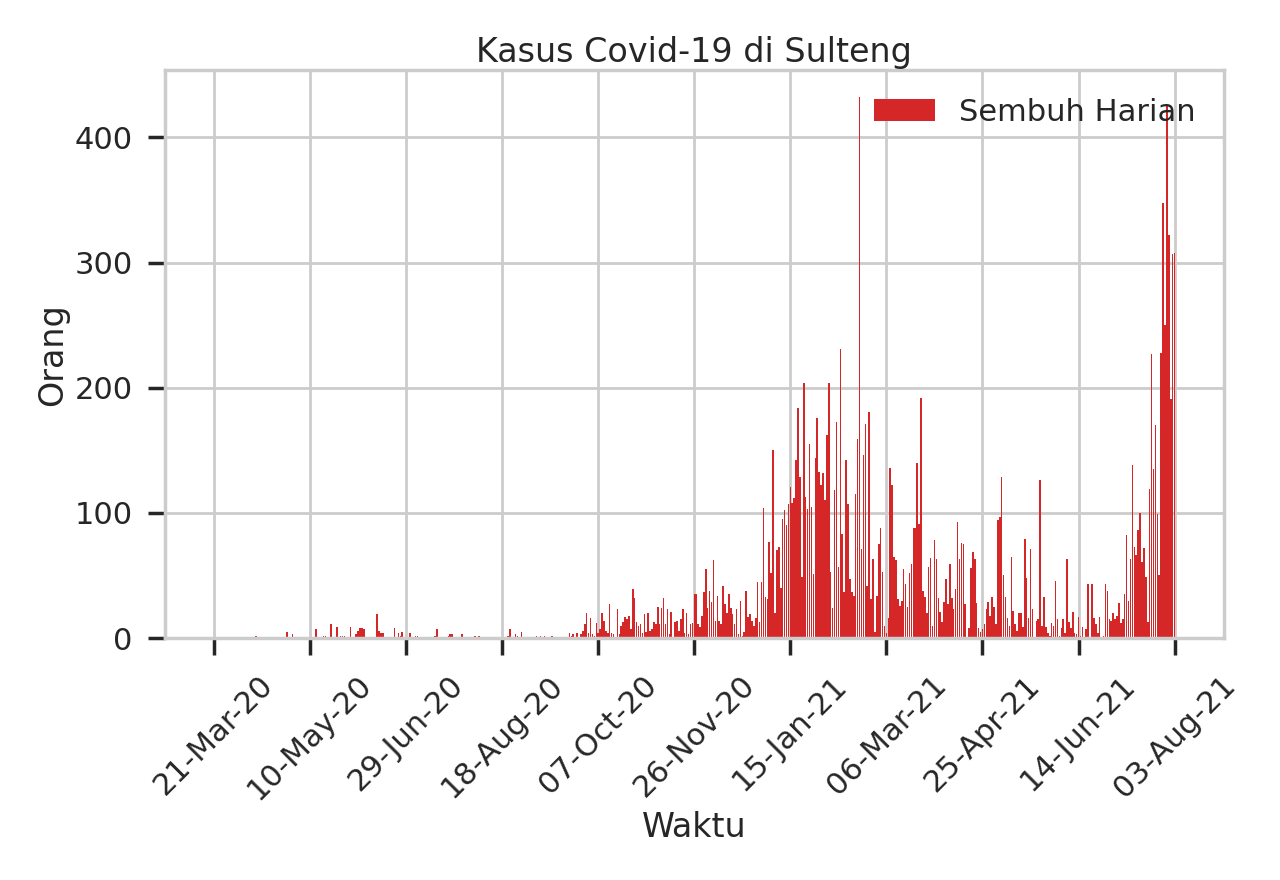 Kasus Covid-19 di Sulteng
Sembuh Harian
Orang
400
300
200
100
0
21-Mar-20
10-May-20
29-Jun-20
18-Aug-20
07-Oct-20
26-Nov-20
15-Jan-21
06-Mar-21
25-Apr-21
14-Jun-21
03-Aug-21
Waktu